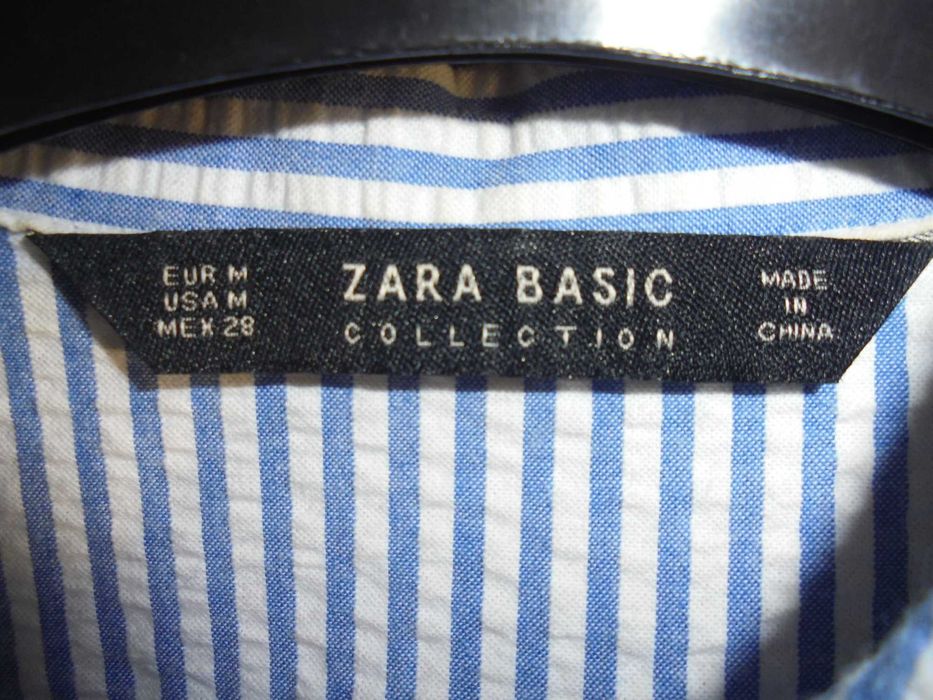 EUR M
USA M
MEX 28
ZARA BASIC
COLLECTION
MADE
IN
CHINA